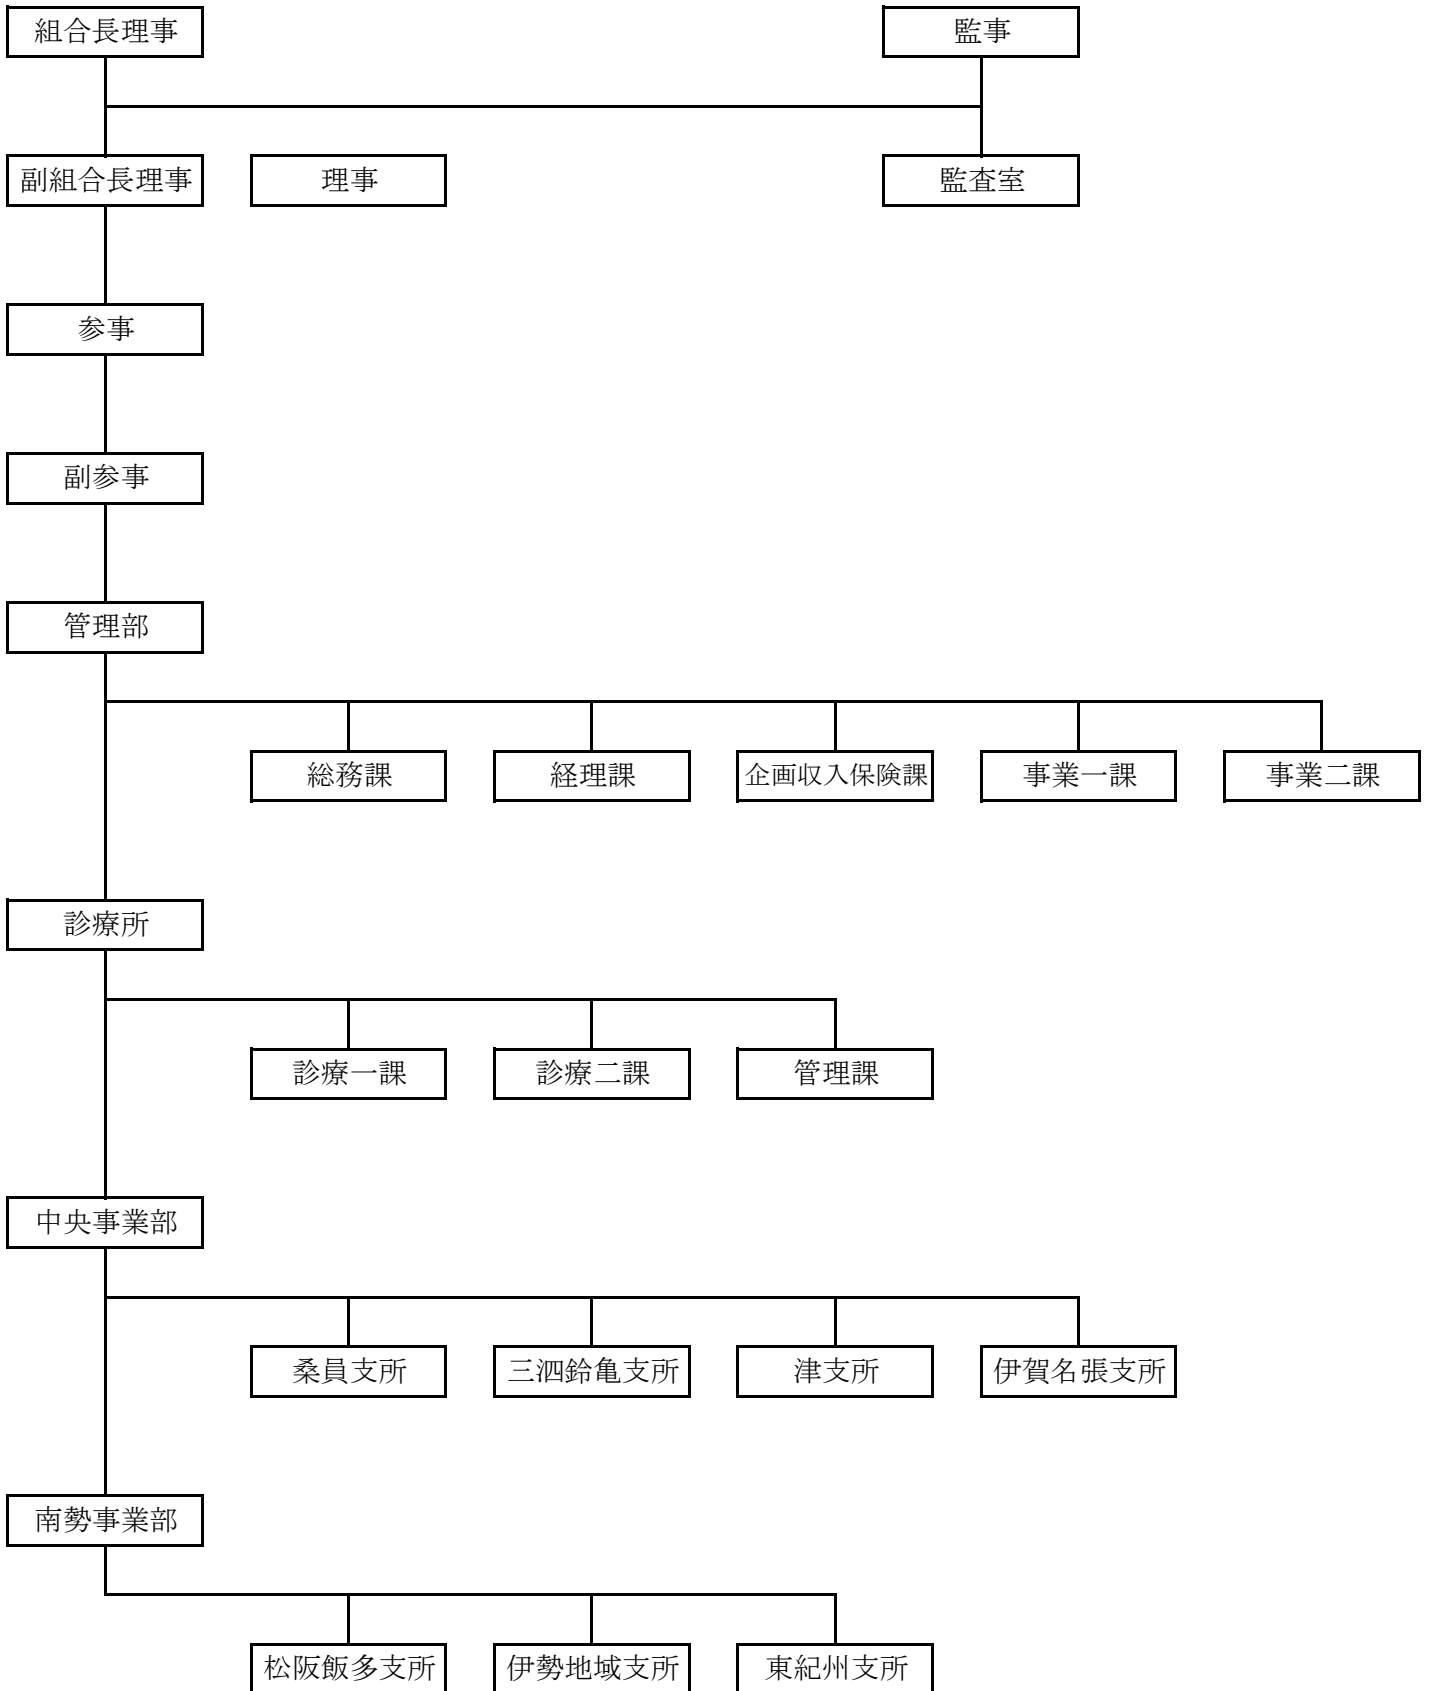 組合長理事
監事
副組合長理事
理事
監査室
参事
副参事
管理部
総務課
経理課
企画収入保険課
事業一課
事業二課
診療所
診療一課
診療二課
管理課
中央事業部
桑員支所
三泗鈴亀支所
津支所
伊賀名張支所
南勢事業部
松阪飯多支所
伊勢地域支所
東紀州支所